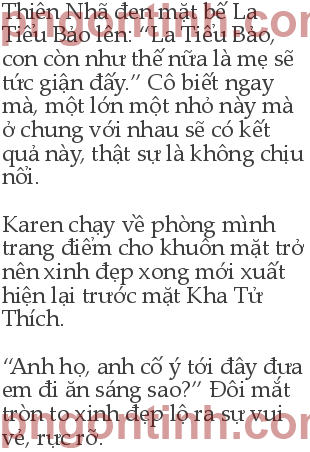 Thiên Nhã đen mặt bế La
Tiểu Bảo lên: “La Tiểu Bảo,
con còn như thế nữa là mẹ sẽ
tức giận đấy.” Cô biết ngay
mà, một lớn một nhỏ này mà
ở chung với nhau sẽ có kết
quả này, thật sự là không chịu
nổi.
Karen chạy về phòng mình
trang điểm cho khuôn mặt trở
nên xinh đẹp xong mới xuất
hiện lại trước mặt Kha Tử
Thích.
“Anh họ, anh cố ý tới đây đưa
em đi ăn sáng sao?” Đôi mắt
tròn to xinh đẹp lộ ra sự vui
vẻ, rực rỡ.
pngontinh.com
pngontinh.com